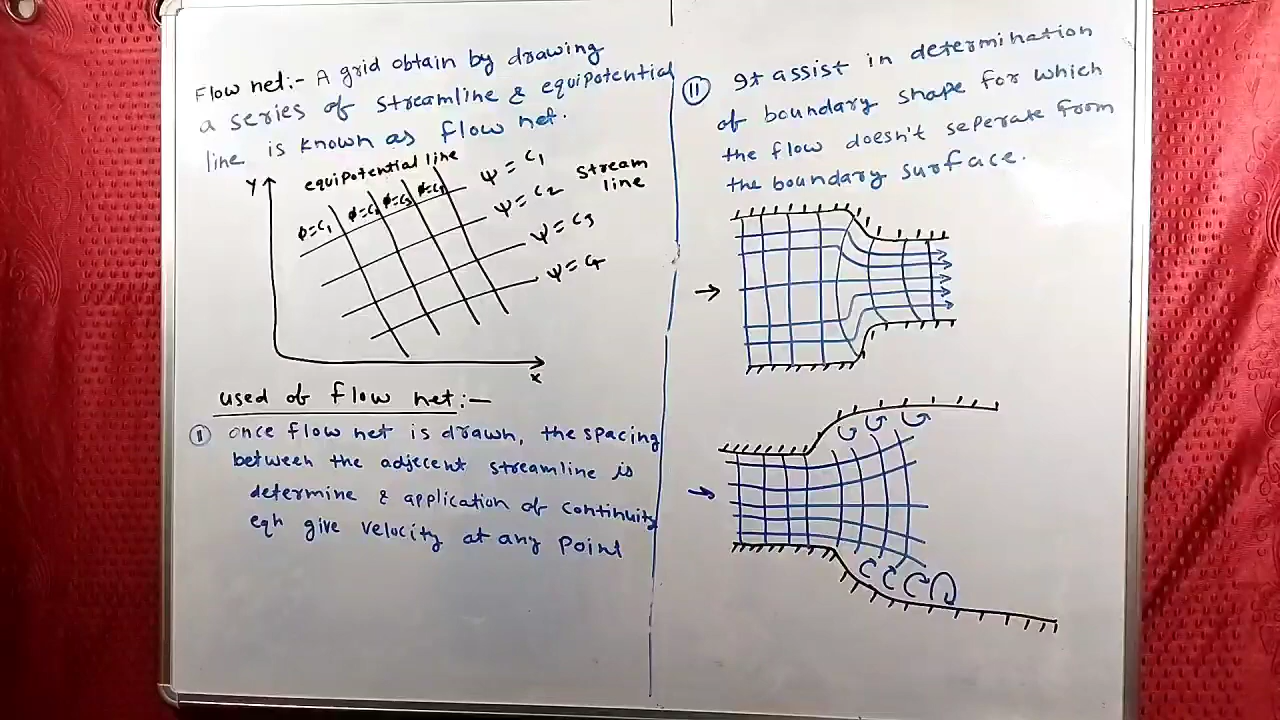 Flow net:- A grid obtain by drawing
a series of streamline & equipotential
line is known as flow net.
equipotential line
Y
ϕ=C1 ϕ=C2 ϕ=C3
ψ=C1
ψ=C2 stream
line
ψ=C3
ψ=C4
x
used of flow net:-
once flow net is drawn, the spacing
between the adjecent streamline is
determine & application of continuity
eqn give velocity at any point
II It assist in determination
of boundary shape for which
the flow doesn't seperate from
the boundary surface.